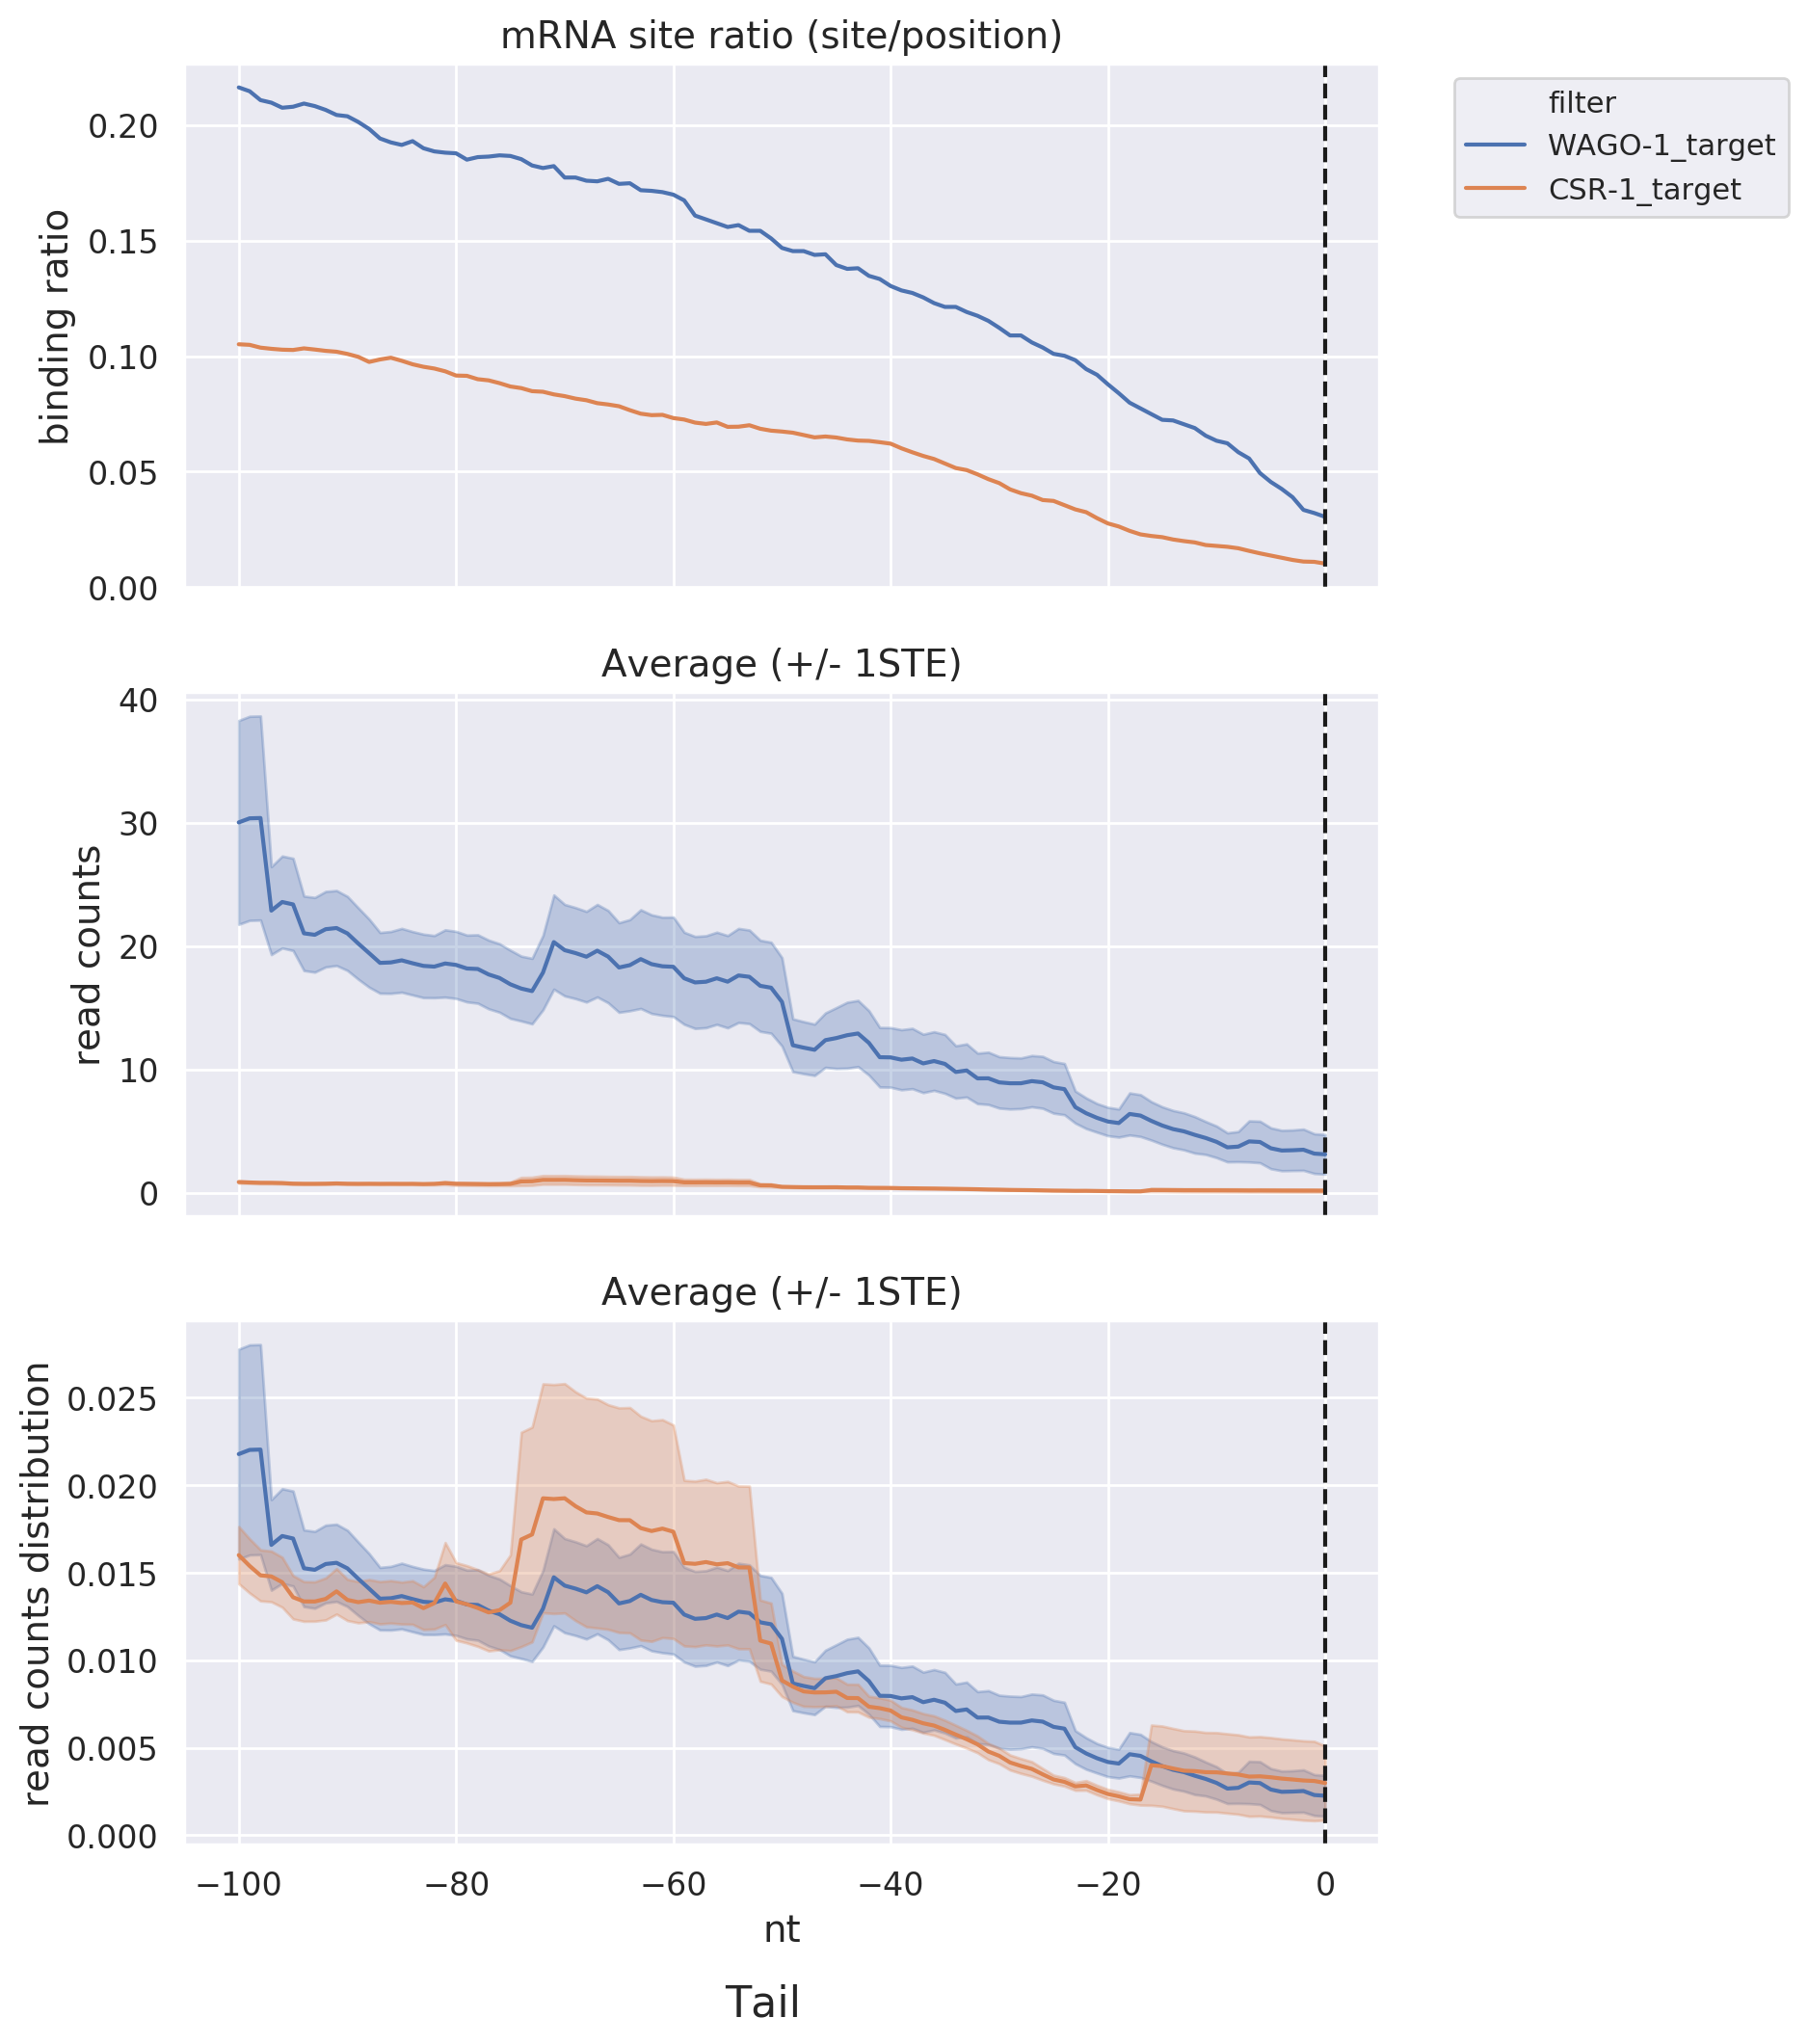 mRNA site ratio (site/position)
binding ratio
0.20
0.15
0.10
0.05
0.00
filter
WAGO-1_target
CSR-1_target
Average (+/- 1STE)
read counts
40
30
20
10
0
Average (+/- 1STE)
read counts distribution
0.025
0.020
0.015
0.010
0.005
0.000
−100 −80 −60 −40 −20 0
nt
Tail